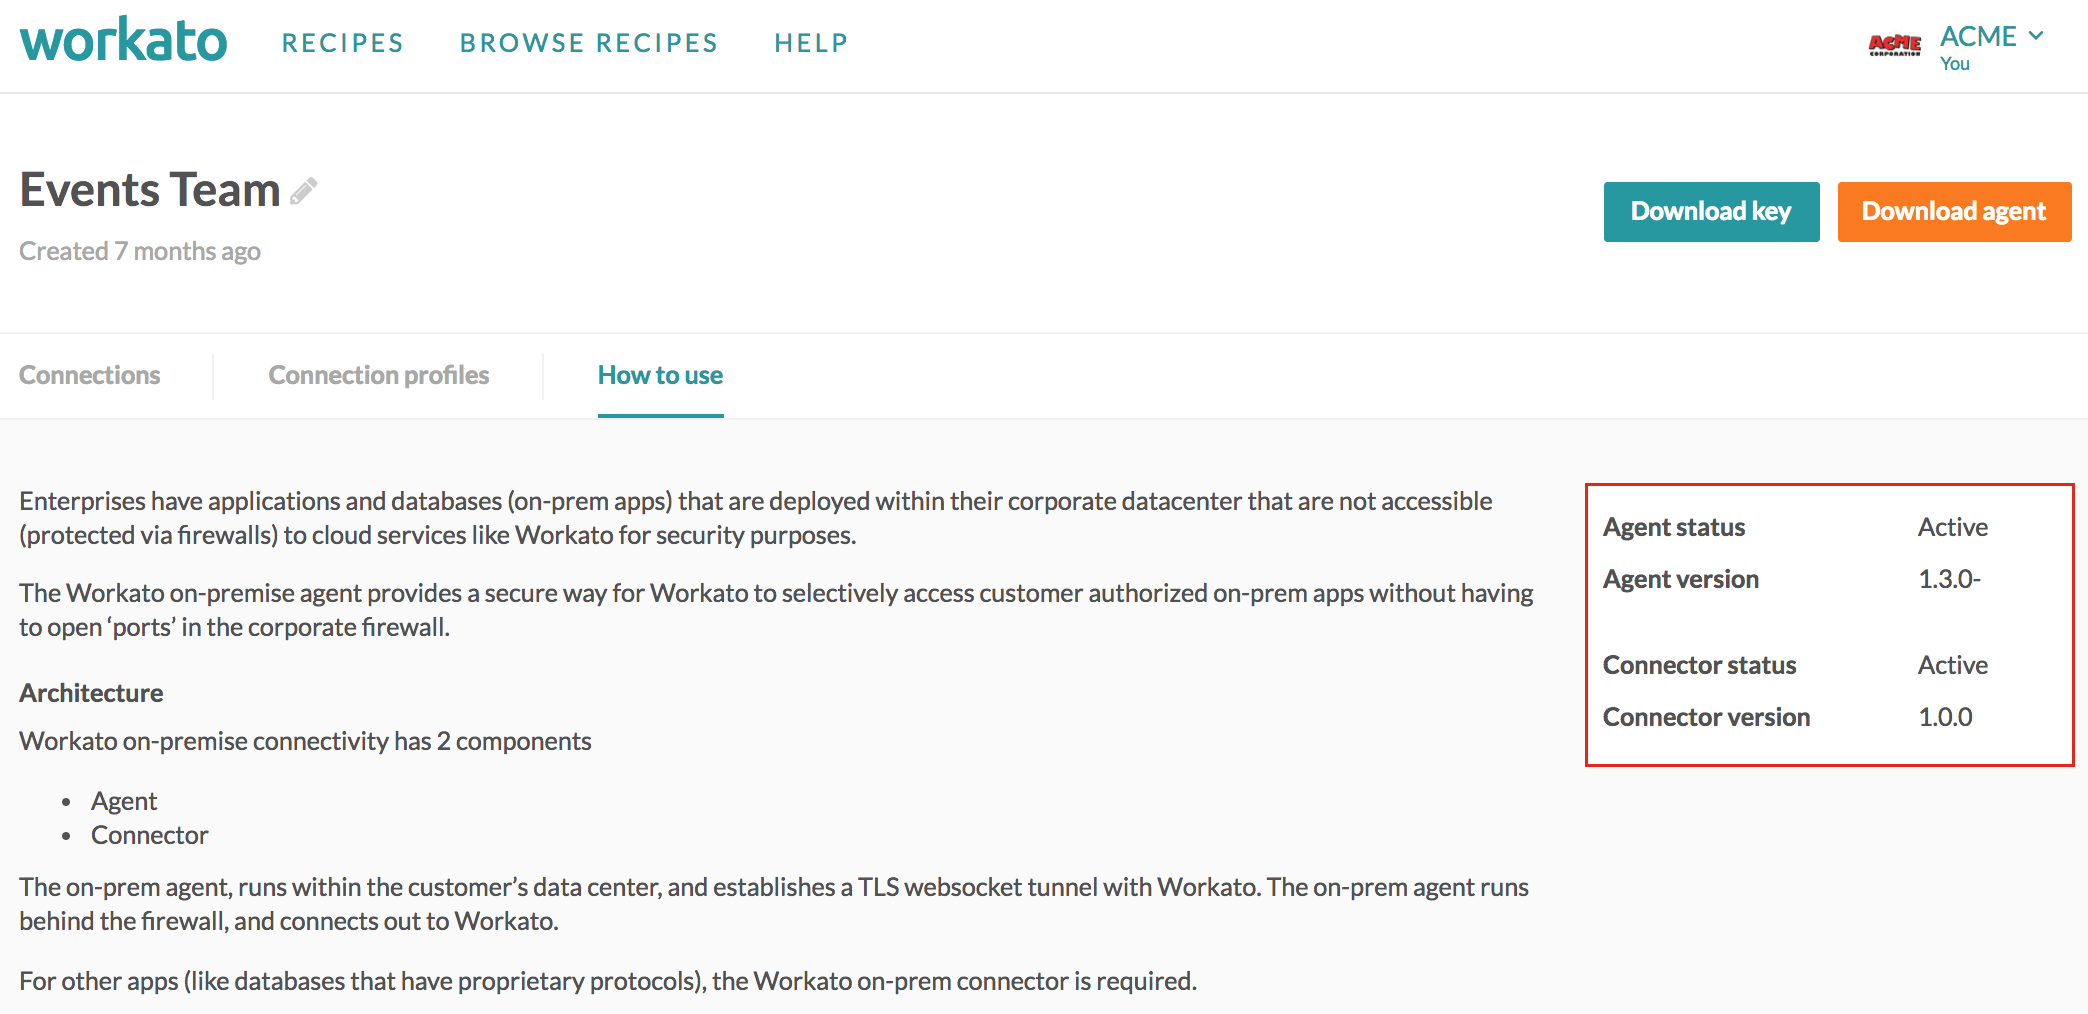 workato
RECIPES
BROWSE RECIPES
HELP
ACME
CORPORATION
ACME
You
Events Team
Created 7 months ago
Download key
Download agent
Connections
Connection profiles
How to use
Enterprises have applications and databases (on-prem apps) that are deployed within their corporate datacenter that are not accessible
(protected via firewalls) to cloud services like Workato for security purposes.
The Workato on-premise agent provides a secure way for Workato to selectively access customer authorized on-prem apps without having
to open ‘ports’ in the corporate firewall.
Architecture
Workato on-premise connectivity has 2 components
• Agent
• Connector
The on-prem agent, runs within the customer’s data center, and establishes a TLS websocket tunnel with Workato. The on-prem agent runs
behind the firewall, and connects out to Workato.
For other apps (like databases that have proprietary protocols), the Workato on-prem connector is required.
Agent status Active
Agent version 1.3.0-
Connector status Active
Connector version 1.0.0